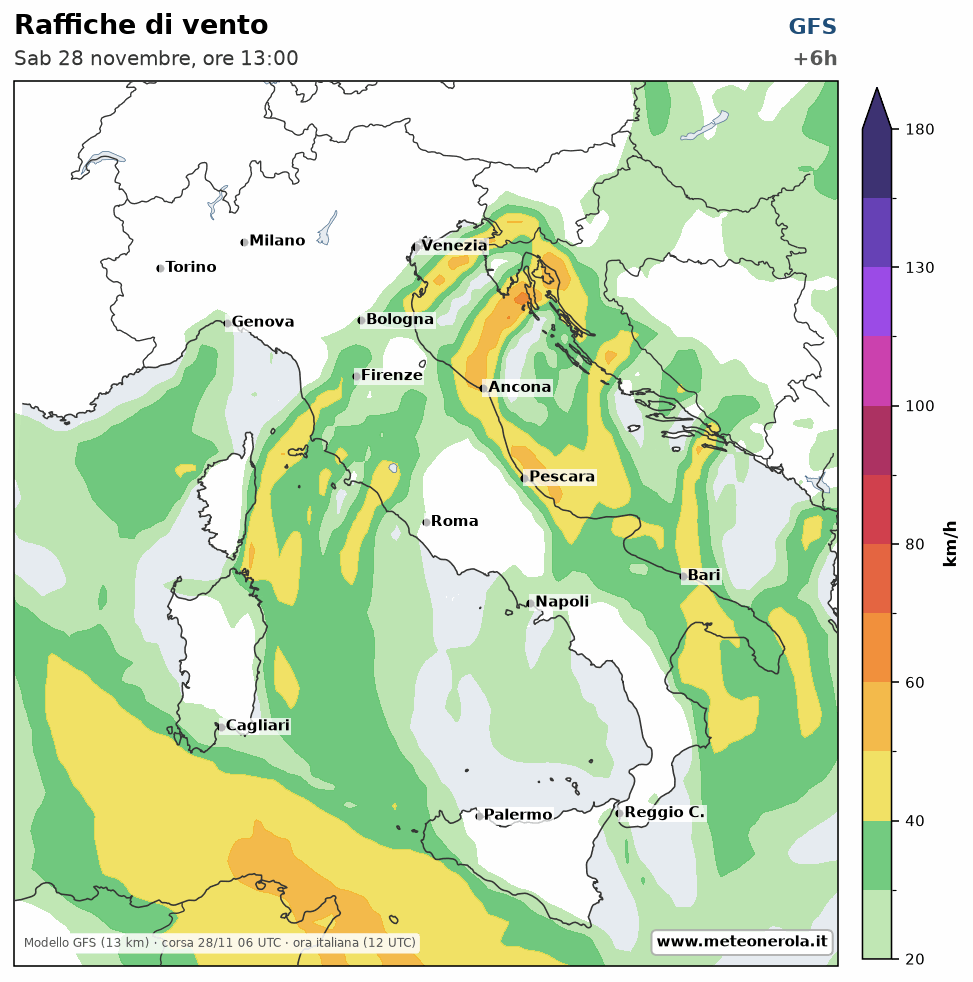 Raffiche di vento
GFS
Sab 28 novembre, ore 13:00
+6h
180
130
100
80
60
40
20
km/h
Venezia
Milano
Torino
Genova
Bologna
Firenze
Ancona
Pescara
Roma
Bari
Napoli
Cagliari
Palermo
Reggio C.
Modello GFS (13 km) · corsa 28/11 06 UTC · ora italiana (12 UTC)
www.meteonerola.it